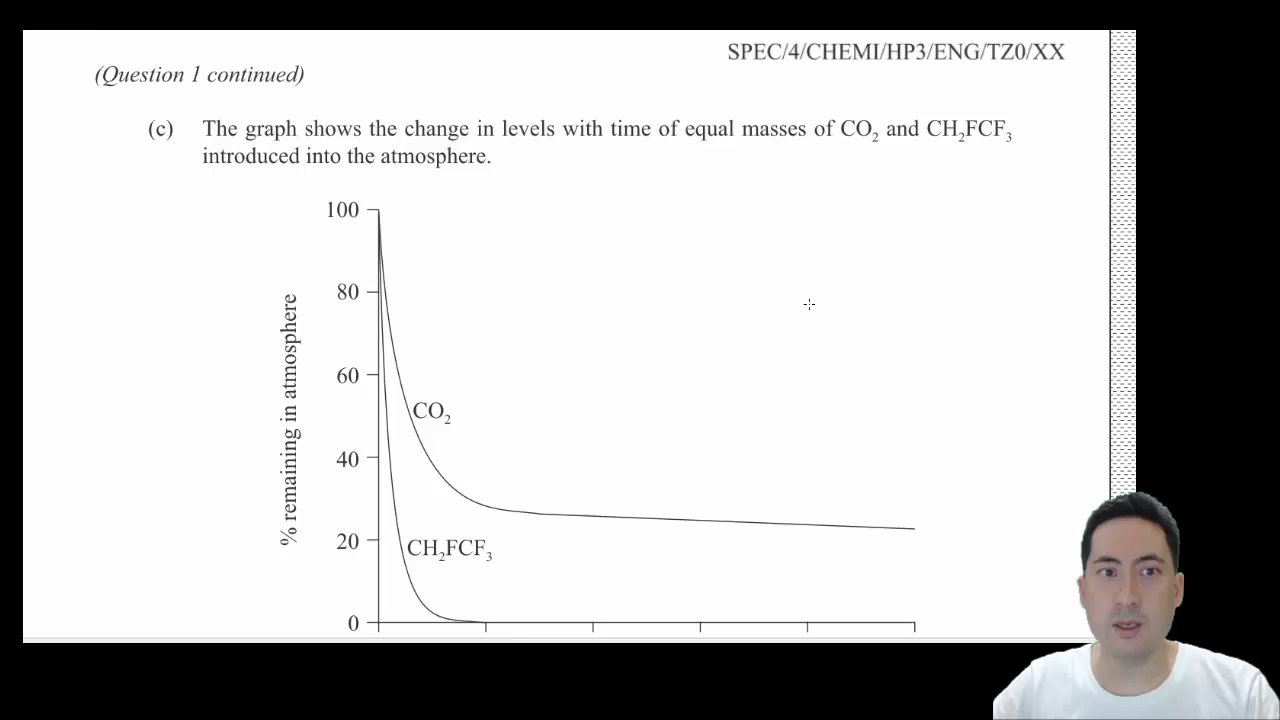 SPEC/4/CHEMI/HP3/ENG/TZ0/XX
(Question 1 continued)
(c) The graph shows the change in levels with time of equal masses of CO₂ and CH₂FCF₃
introduced into the atmosphere.
100
80
60
40
20
0
% remaining in atmosphere
CO₂
CH₂FCF₃